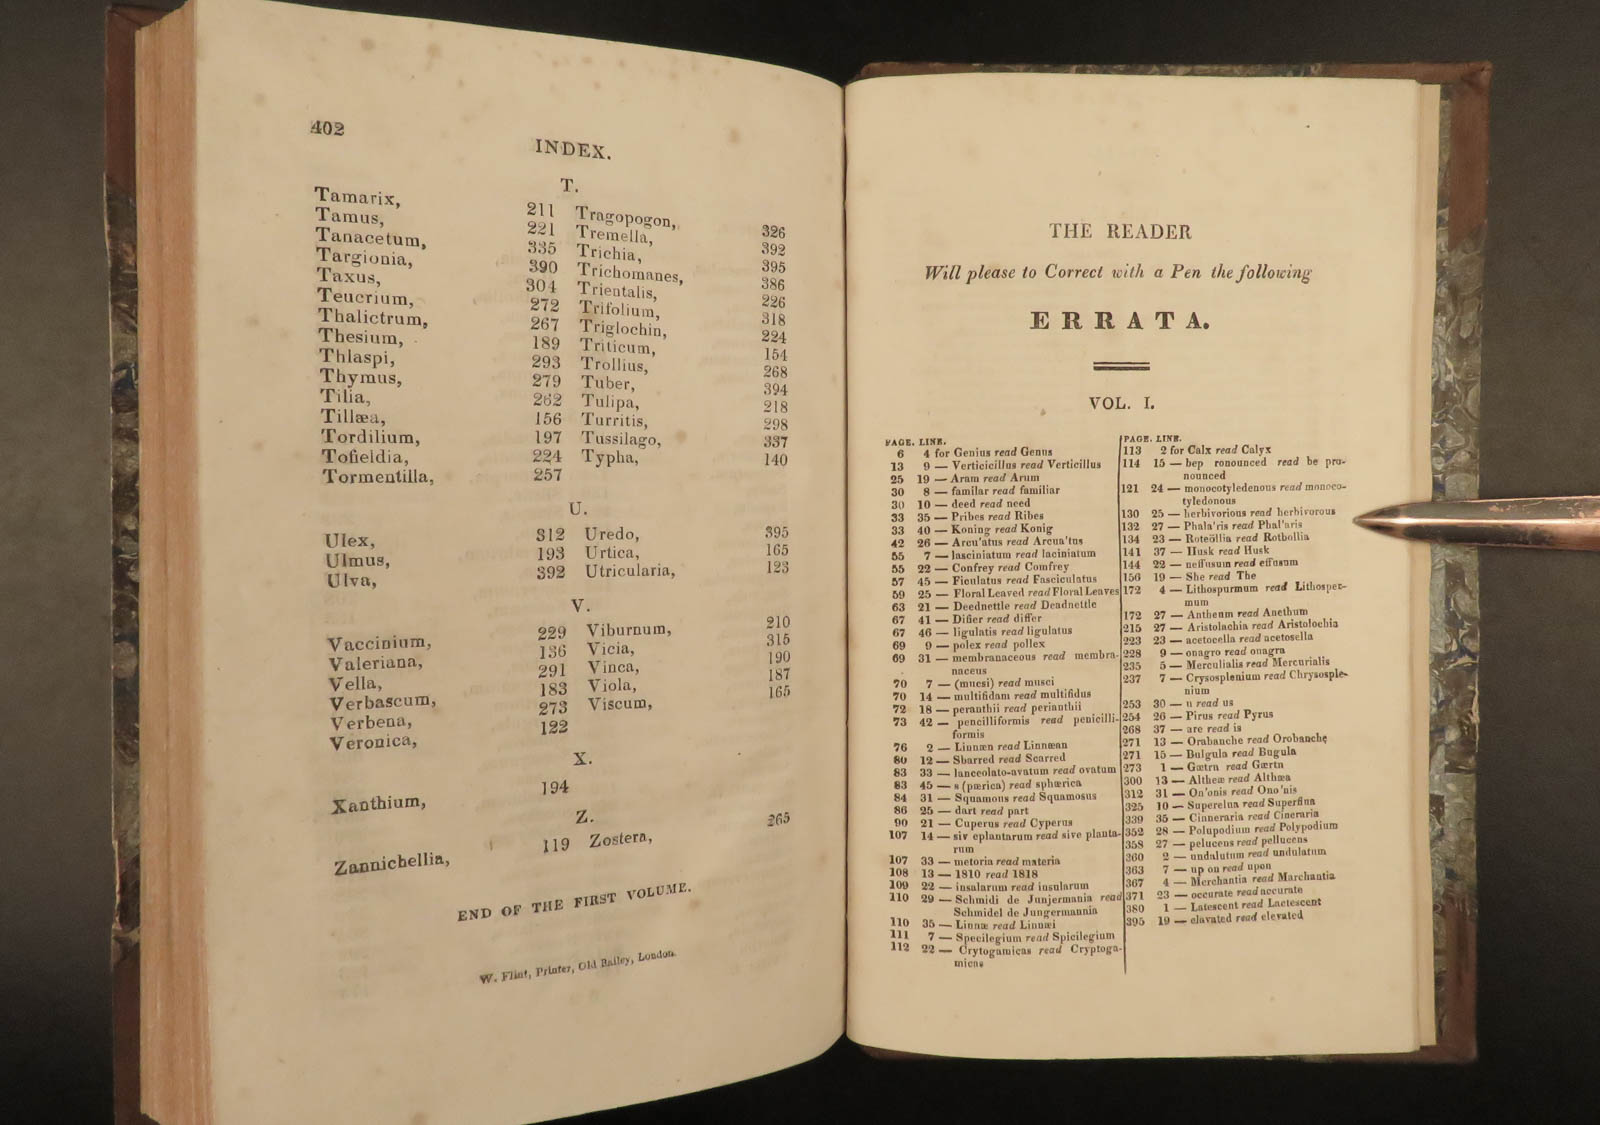 402
INDEX.
T.
Tamarix, 211 Tragopogon, 326
Tamus, 221 Tremella, 392
Tanacetum, 335 Trichia, 395
Targionia, 390 Trichomanes, 386
Taxus, 304 Trientalis, 226
Teucrium, 272 Trifolium, 318
Thalictrum, 267 Triglochin, 224
Thesium, 189 Triticum, 154
Thlaspi, 293 Trollius, 268
Thymus, 279 Tuber, 394
Tilia, 262 Tulipa, 218
Tillæa, 156 Turritis, 298
Tordilium, 197 Tussilago, 337
Tofieldia, 224 Typha, 140
Tormentilla, 257
U.
Ulex, 312 Uredo, 395
Ulmus, 193 Urtica, 165
Ulva, 392 Utricularia, 123
V.
Vaccinium, 229 Viburnum, 210
Valeriana, 136 Vicia, 315
Vella, 291 Vinca, 190
Verbascum, 183 Viola, 187
Verbena, 273 Viscum, 165
Veronica, 122
X.
Xanthium, 194
Z.
Zannichellia, 119 Zostera, 265
END OF THE FIRST VOLUME.
W. Flint, Printer, Old Bailey, London.
THE READER
Will please to Correct with a Pen the following
ERRATA.
VOL. I.
PAGE. LINE.
6 4 for Genius read Genus
13 9 — Verticicillus read Verticillus
25 19 — Aram read Arum
30 8 — familar read familiar
30 10 — deed read need
33 35 — Pribes read Ribes
33 40 — Koning read Konig
42 26 — Arcu'atus read Arcua'tus
55 7 — lasciniatum read laciniatum
55 22 — Confrey read Comfrey
57 45 — Ficulatus read Fasciculatus
59 25 — Floral Leaved read Floral Leaves
63 21 — Deednettle read Deadnettle
67 41 — Difier read differ
67 46 — ligulatis read ligulatus
69 9 — polex read pollex
69 31 — membranaceous read membra-
naceus
70 7 — (mucsi) read musci
70 14 — multifidam read multifidus
72 18 — peranthii read perianthii
73 42 — pencilliformis read penicilli-
formis
76 2 — Linnæn read Linnæan
80 12 — Sbarred read Scarred
83 33 — lanceolato-avatum read ovatum
83 45 — s (pærica) read sphærica
84 31 — Squamous read Squamosus
86 25 — dart read part
90 21 — Cuperus read Cyperus
107 14 — siv eplantarum read sive planta-
rum
107 33 — metoria read materia
108 13 — 1810 read 1818
109 22 — insalarum read insularum
110 29 — Schmidi de Junjermania read
Schmidel de Jungermannia
110 35 — Linnæ read Linnæi
111 7 — Specilegium read Spicilegium
112 22 — Crytogamicas read Cryptoga-
micas
PAGE. LINE.
113 2 for Calx read Calyx
114 15 — bep ronounced read be pro-
nounced
121 24 — monocotyledenous read monoco-
tyledonous
130 25 — herbivorious read herbivorous
132 27 — Phala'ris read Phal'aris
134 23 — Roteöllia read Rotbollia
141 37 — Husk read Husk
144 22 — neffusum read effusum
156 19 — She read The
172 4 — Lithospurmum read Lithosper-
mum
172 27 — Anthenum read Anethum
215 27 — Aristolachia read Aristolochia
223 23 — acetocella read acetosella
228 9 — onagro read onagra
235 5 — Merculialis read Mercurialis
237 7 — Crysosplenium read Chrysosple-
nium
253 30 — u read us
254 26 — Pirus read Pyrus
268 37 — are read is
271 13 — Orabanche read Orobanche
271 15 — Bulgula read Bugula
273 1 — Gætrn read Gærtn
300 13 — Altheæ read Althæa
312 31 — On'onis read Ono'nis
325 10 — Superelna read Superfina
339 35 — Cinneraria read Cineraria
352 28 — Polupodium read Polypodium
358 27 — pelucens read pellucens
360 2 — undalutum read undulatum
363 7 — up on read upon
367 4 — Merchantia read Marchantia
371 23 — occurate read accurate
380 1 — Latescent read Lactescent
395 19 — elavated read elevated